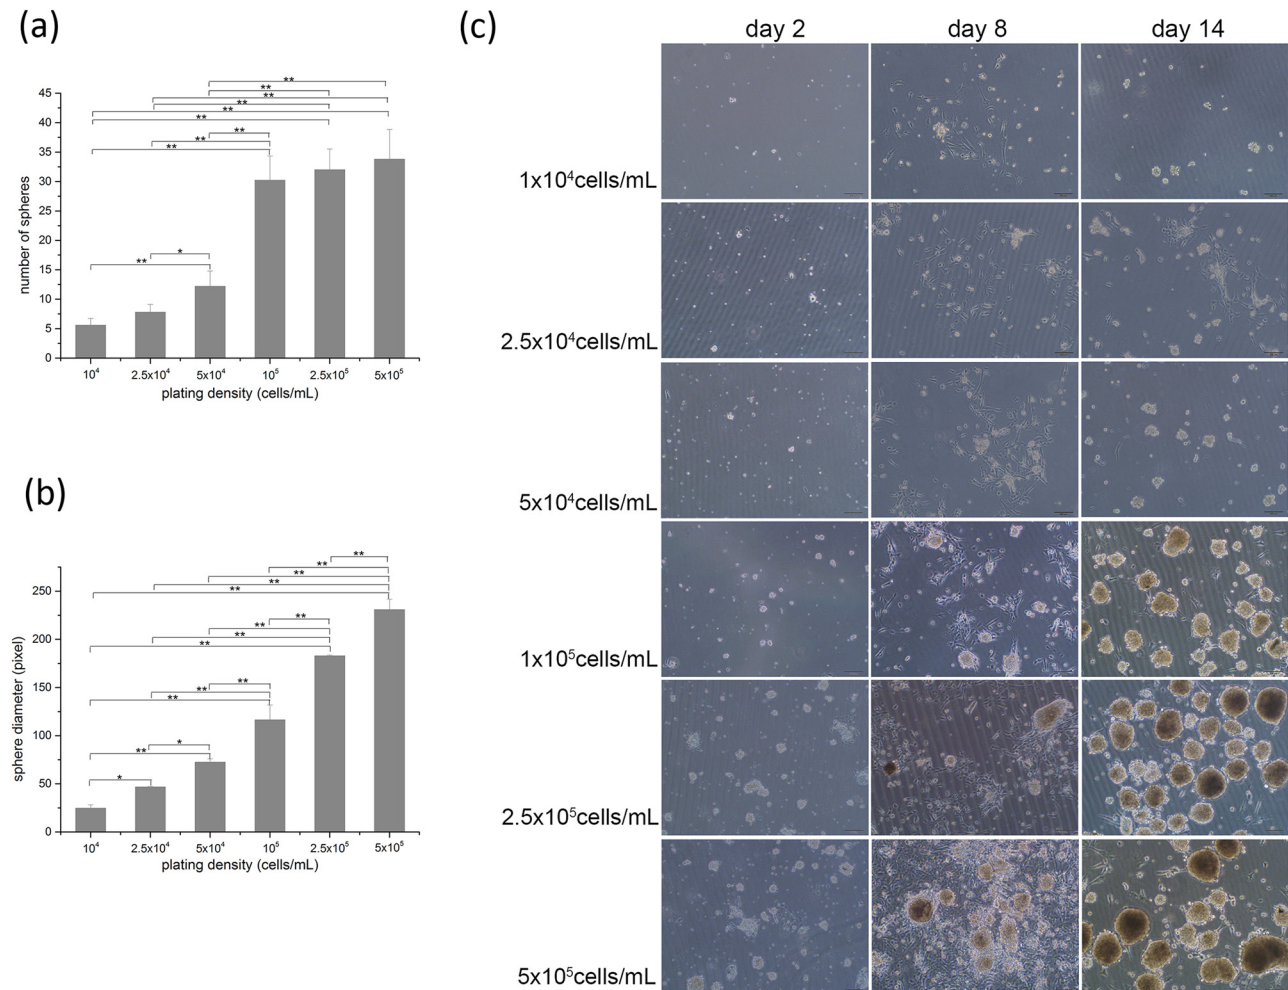 (a)
45
40
35
30
25
20
15
10
5
0
number of spheres
** ** ** ** ** ** ** ** ** ** *
10⁴ 2.5x10⁴ 5x10⁴ 10⁵ 2.5x10⁵ 5x10⁵
plating density (cells/mL)
(b)
250
200
150
100
50
0
sphere diameter (pixel)
** ** ** ** ** ** ** ** ** ** ** * ** *
10⁴ 2.5x10⁴ 5x10⁴ 10⁵ 2.5x10⁵ 5x10⁵
plating density (cells/mL)
(c)
day 2 day 8 day 14
1x10⁴cells/mL
2.5x10⁴cells/mL
5x10⁴cells/mL
1x10⁵cells/mL
2.5x10⁵cells/mL
5x10⁵cells/mL